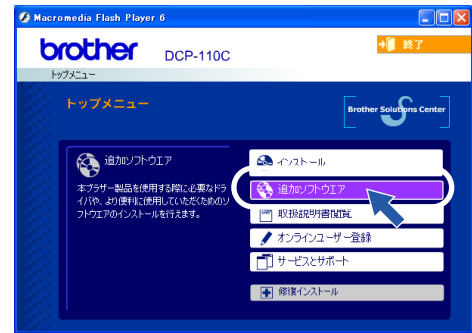 Macromedia Flash Player 6
brother
DCP-110C
終了
トップメニュー
トップメニュー
Brother Solutions Center
追加ソフトウエア
本ブラザー製品を使用する際に必要なドラ
イバや、より便利に使用していただくためのソ
フトウエアのインストールを行えます。
インストール
追加ソフトウエア
取扱説明書閲覧
オンラインユーザー登録
サービスとサポート
修復インストール